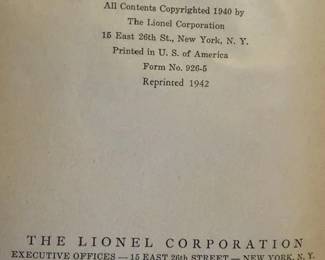 All Contents Copyrighted 1940 by
The Lionel Corporation
15 East 26th St., New York, N. Y.
Printed in U. S. of America
Form No. 926-5
Reprinted 1942
THE LIONEL CORPORATION
EXECUTIVE OFFICES — 15 EAST 26th STREET — NEW YORK, N. Y.